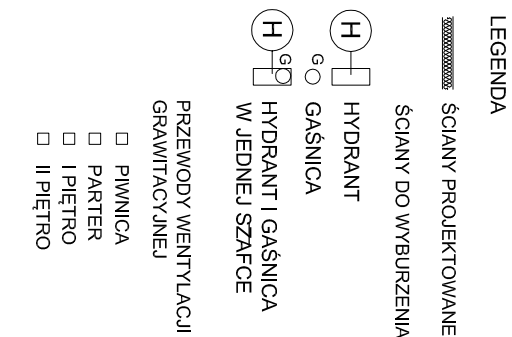 LEGENDA
ŚCIANY PROJEKTOWANE
ŚCIANY DO WYBURZENIA
H
HYDRANT
G
GAŚNICA
H
G
HYDRANT I GAŚNICA
W JEDNEJ SZAFCE
PRZEWODY WENTYLACJI
GRAWITACYJNEJ
PIWNICA
PARTER
I PIĘTRO
II PIĘTRO